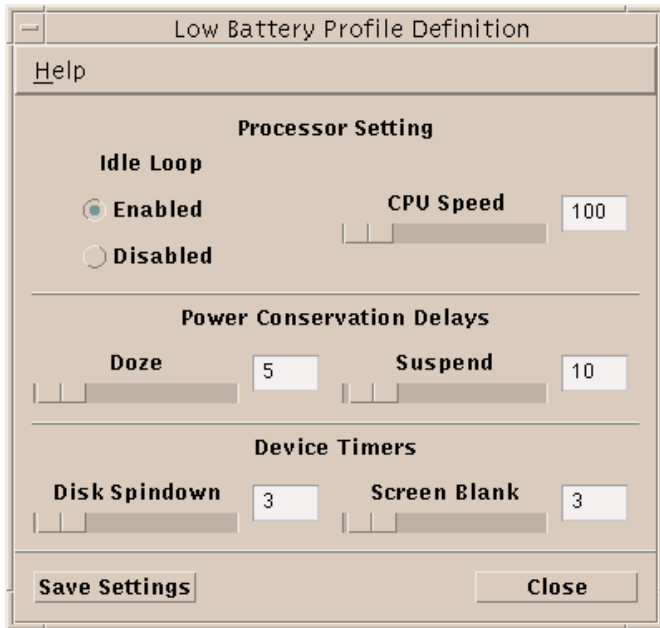 Low Battery Profile Definition
Help
Processor Setting
Idle Loop
Enabled
Disabled
CPU Speed
100
Power Conservation Delays
Doze
5
Suspend
10
Device Timers
Disk Spindown
3
Screen Blank
3
Save Settings
Close